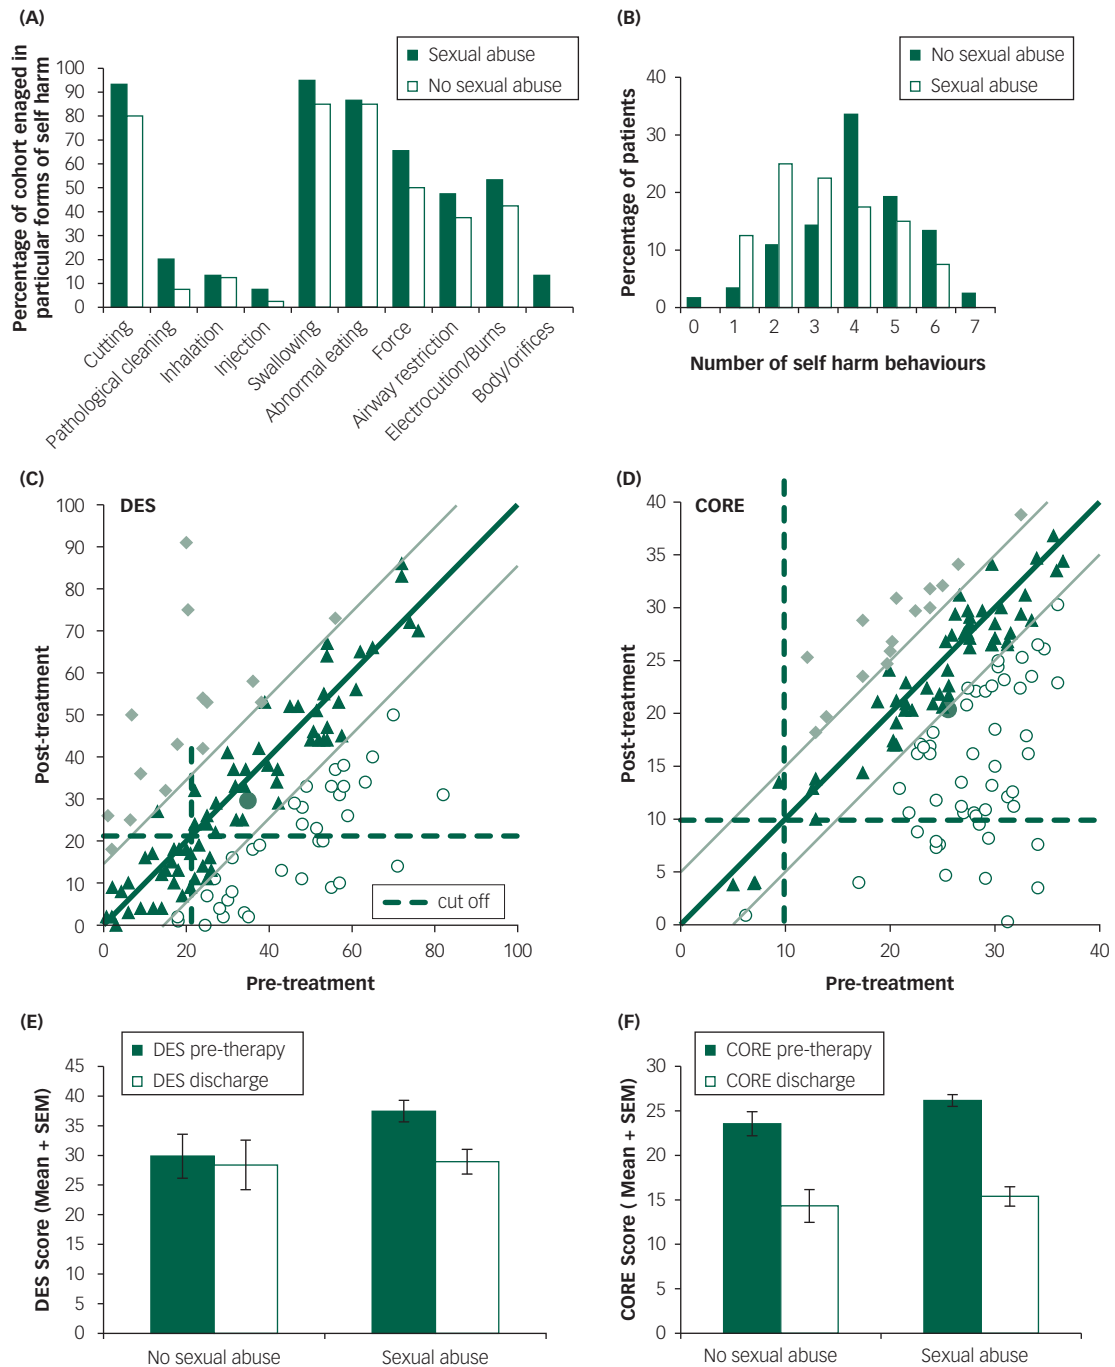 (A)
Sexual abuse
No sexual abuse
Percentage of cohort enaged in
particular forms of self harm
100
90
80
70
60
50
40
30
20
10
0
Cutting
Pathological cleaning
Inhalation
Injection
Swallowing
Abnormal eating
Force
Airway restriction
Electrocution/Burns
Body/orifices
(B)
No sexual abuse
Sexual abuse
Percentage of patients
40
30
20
10
0
0 1 2 3 4 5 6 7
Number of self harm behaviours
(C)
DES
Post-treatment
100
90
80
70
60
50
40
30
20
10
0
cut off
0 20 40 60 80 100
Pre-treatment
(D)
CORE
Post-treatment
40
35
30
25
20
15
10
5
0
0 10 20 30 40
Pre-treatment
(E)
DES pre-therapy
DES discharge
DES Score (Mean + SEM)
45
40
35
30
25
20
15
10
5
0
No sexual abuse Sexual abuse
(F)
CORE pre-therapy
CORE discharge
CORE Score ( Mean + SEM)
30
25
20
15
10
5
0
No sexual abuse Sexual abuse